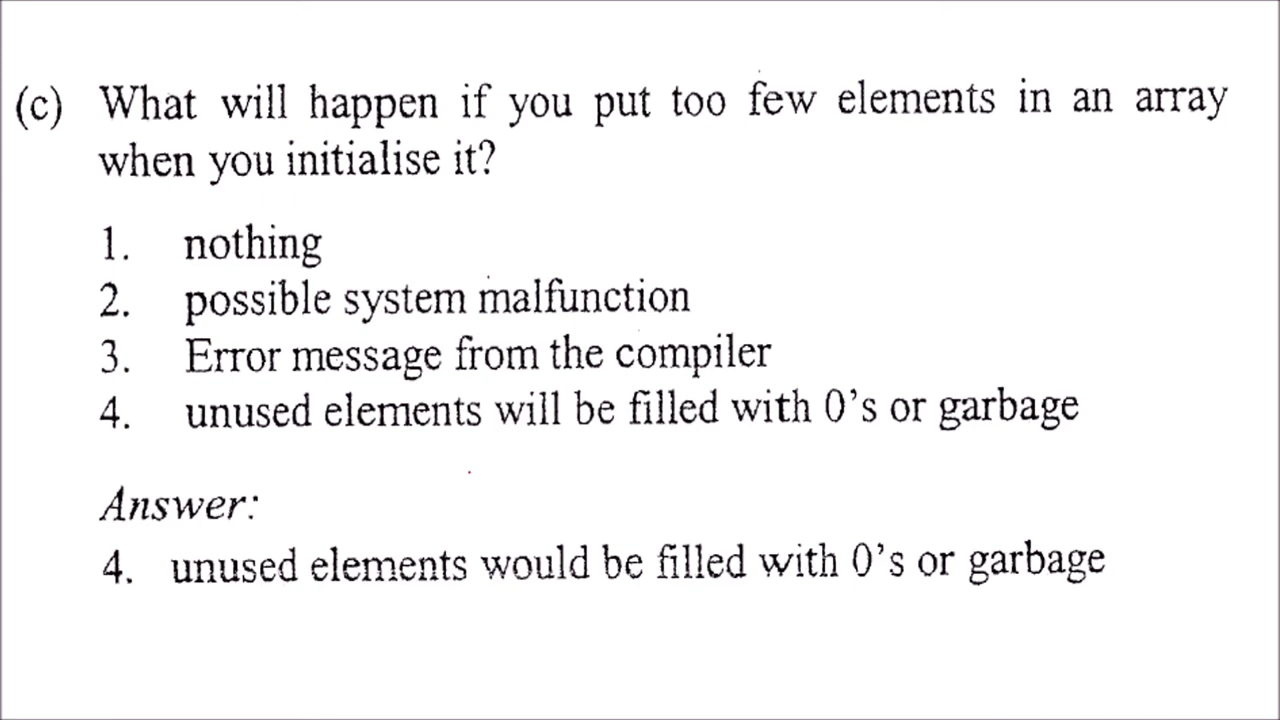 (c) What will happen if you put too few elements in an array
when you initialise it?
1. nothing
2. possible system malfunction
3. Error message from the compiler
4. unused elements will be filled with 0's or garbage
Answer:
4. unused elements would be filled with 0's or garbage